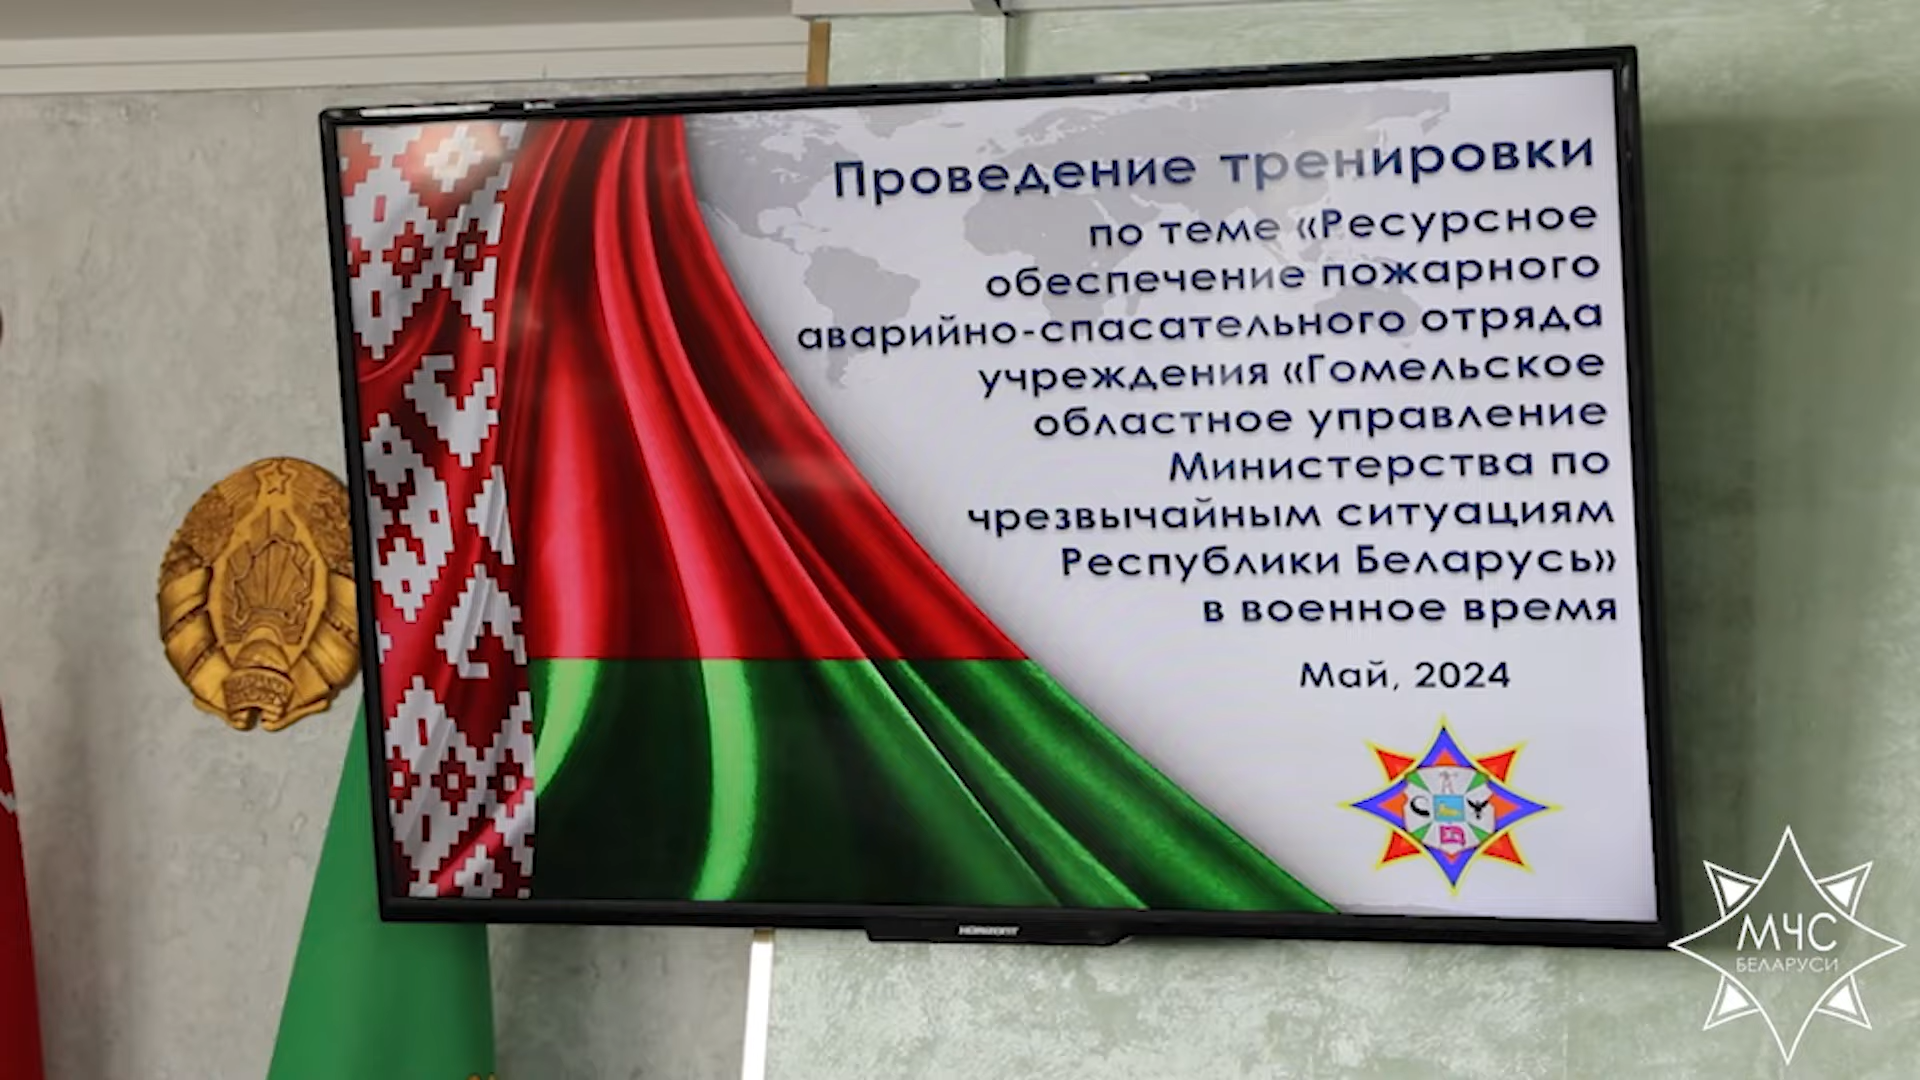 Проведение тренировки
по теме «Ресурсное
обеспечение пожарного
аварийно-спасательного отряда
учреждения «Гомельское
областное управление
Министерства по
чрезвычайным ситуациям
Республики Беларусь»
в военное время
Май, 2024
HORIZONT
МЧС
БЕЛАРУСИ